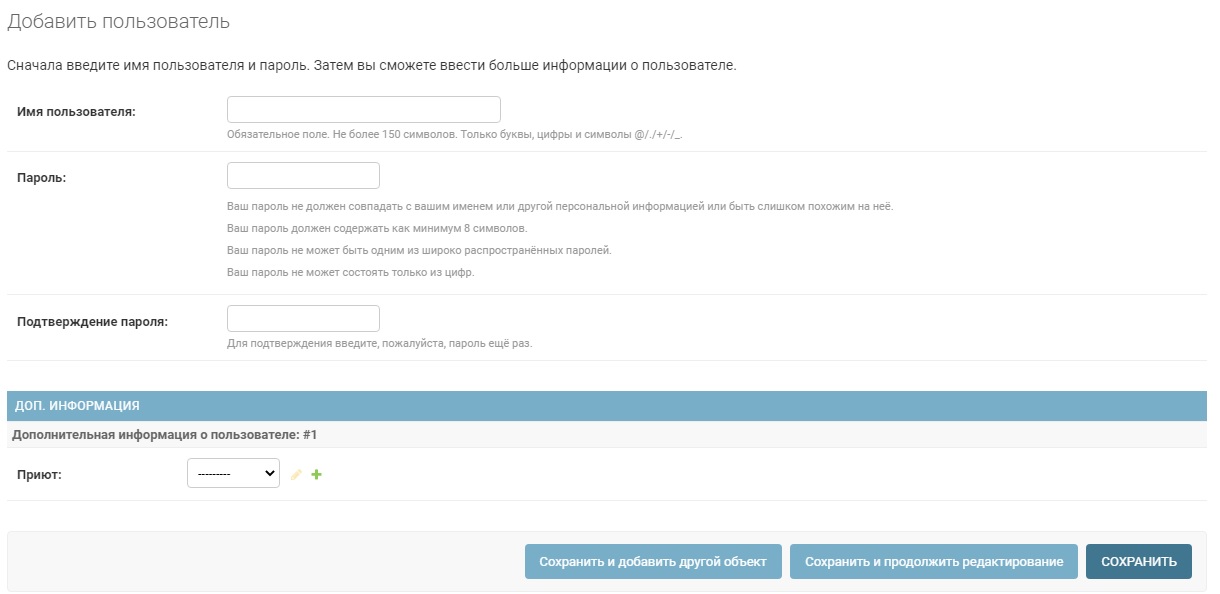 Добавить пользователь
Сначала введите имя пользователя и пароль. Затем вы сможете ввести больше информации о пользователе.
Имя пользователя:
Обязательное поле. Не более 150 символов. Только буквы, цифры и символы @/./+/-/_.
Пароль:
Ваш пароль не должен совпадать с вашим именем или другой персональной информацией или быть слишком похожим на неё.
Ваш пароль должен содержать как минимум 8 символов.
Ваш пароль не может быть одним из широко распространённых паролей.
Ваш пароль не может состоять только из цифр.
Подтверждение пароля:
Для подтверждения введите, пожалуйста, пароль ещё раз.
ДОП. ИНФОРМАЦИЯ
Дополнительная информация о пользователе: #1
Приют: ---------
Сохранить и добавить другой объект Сохранить и продолжить редактирование СОХРАНИТЬ